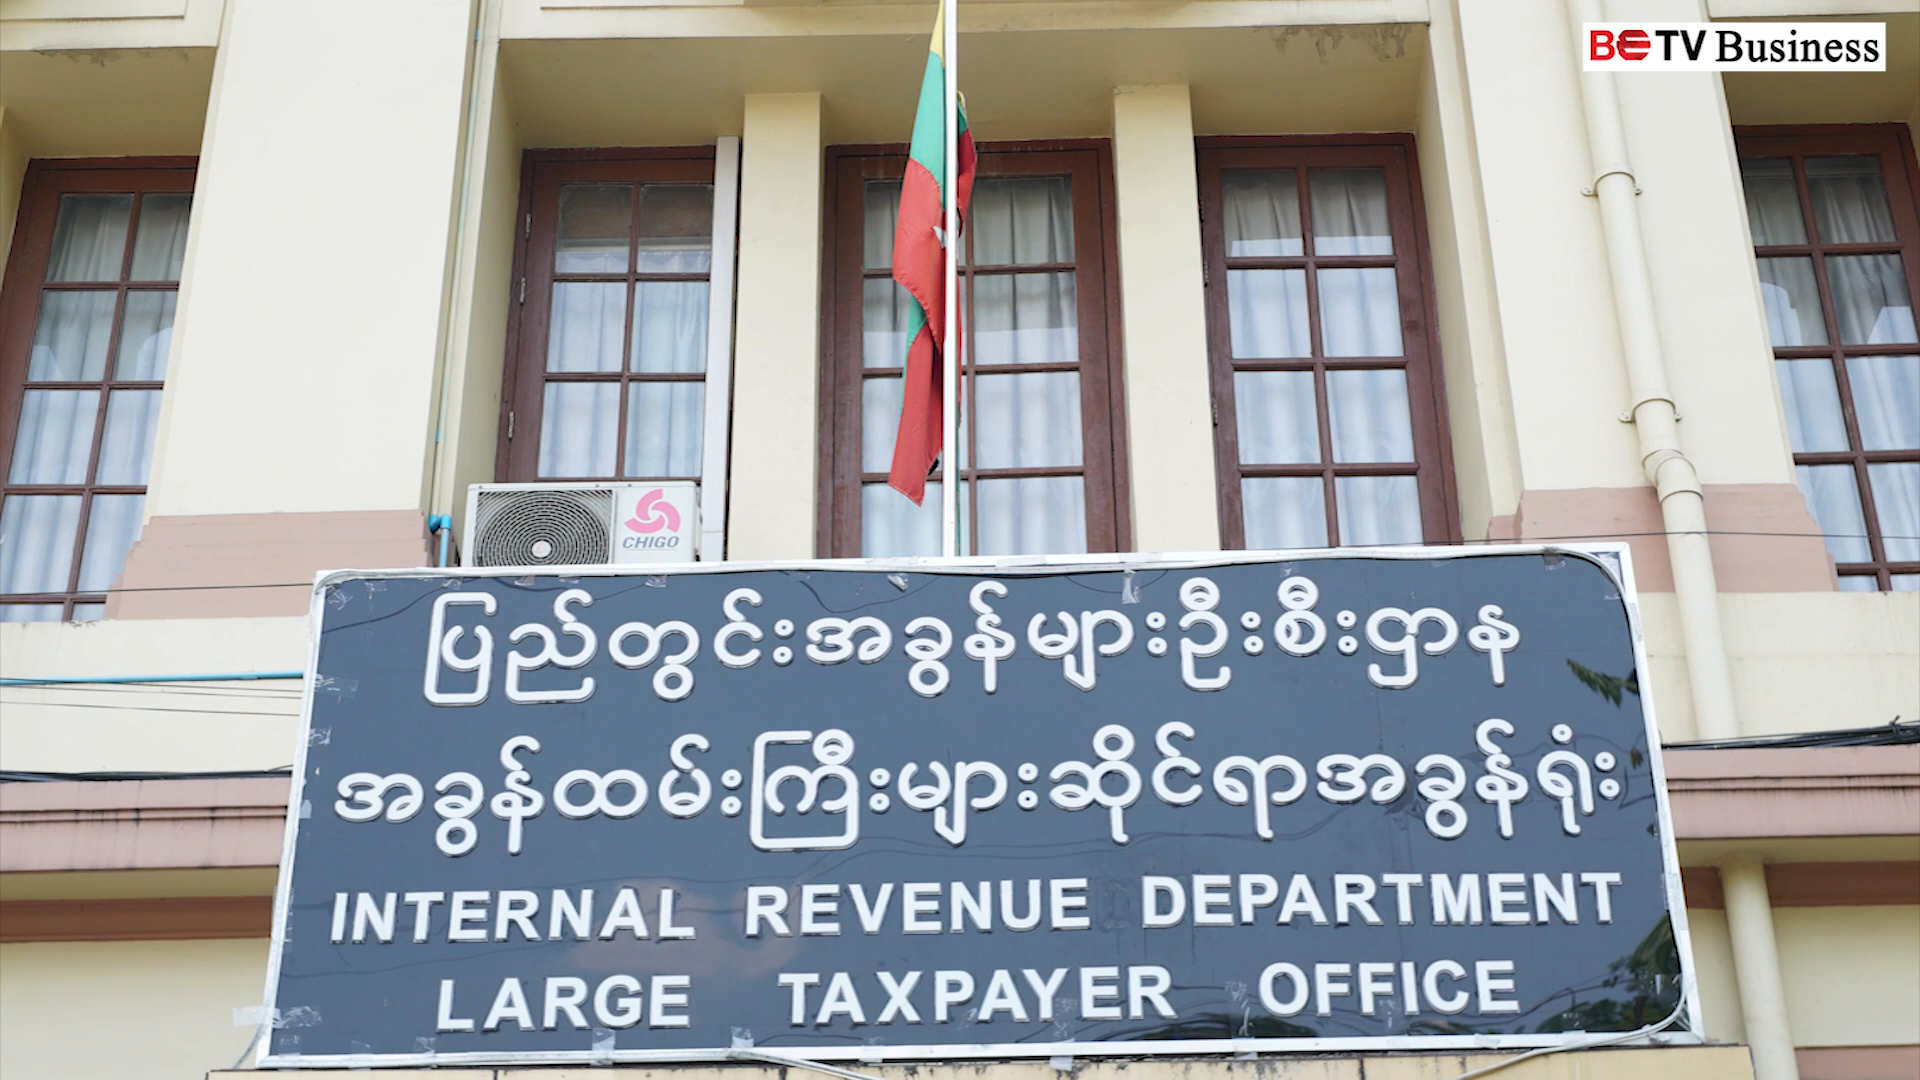 BETV Business
CHIGO
ပြည်တွင်းအခွန်များဦးစီးဌာန
အခွန်ထမ်းကြီးများဆိုင်ရာအခွန်ရုံး
INTERNAL REVENUE DEPARTMENT
LARGE TAXPAYER OFFICE